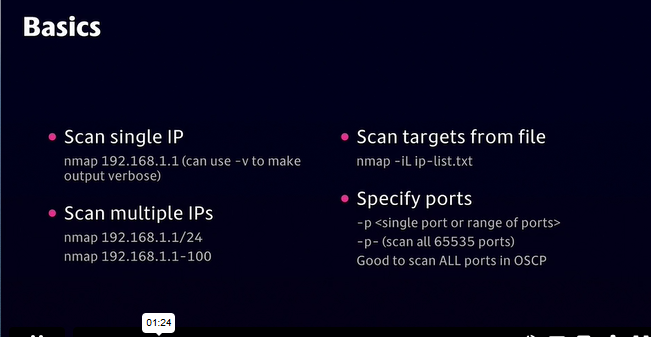 Basics
Scan single IP
nmap 192.168.1.1 (can use -v to make
output verbose)
Scan multiple IPs
nmap 192.168.1.1/24
nmap 192.168.1.1-100
Scan targets from file
nmap -iL ip-list.txt
Specify ports
-p <single port or range of ports>
-p- (scan all 65535 ports)
Good to scan ALL ports in OSCP
01:24